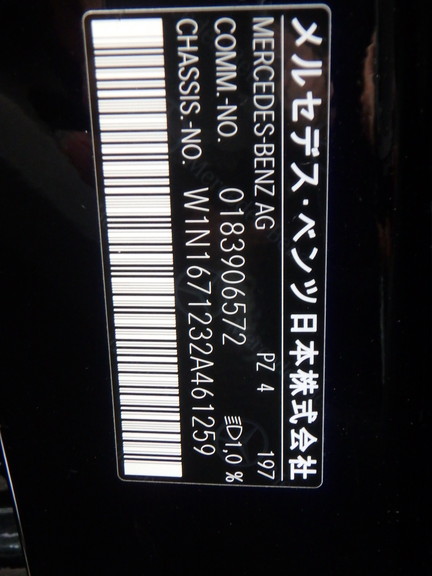 メルセデス・ベンツ 日本株式会社
MERCEDES-BENZ AG PZ 4 197
COMM.-NO. 0183906572 1,0 %
CHASSIS.-NO. W1N1671232A461259